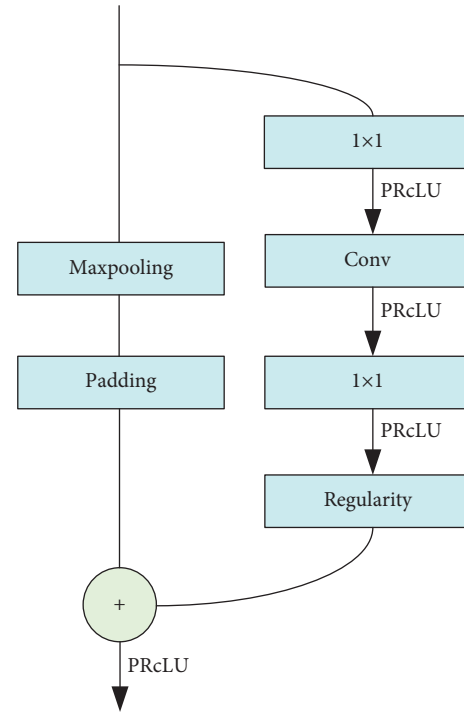 1×1
PRcLU
Maxpooling
Conv
PRcLU
Padding
1×1
PRcLU
Regularity
+
PRcLU